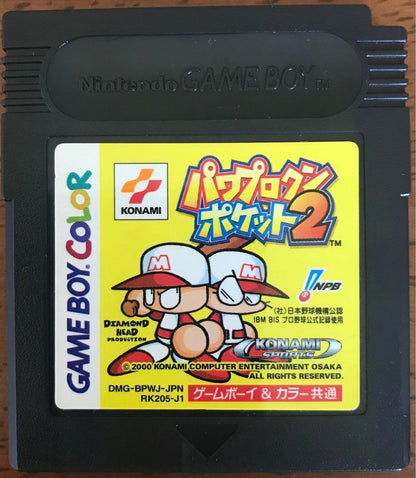 Nintendo GAME BOY TM
GAME BOY COLOR
KONAMI
パワプロクン
ポケット2
TM
M
M
NPB
(社)日本野球機構公認
IBM BIS プロ野球公式記録使用
DIAMOND
HEAD
PRODUCTION
KONAMI
SPORTS
© 2000 KONAMI COMPUTER ENTERTAINMENT OSAKA
ALL RIGHTS RESERVED.
DMG-BPWJ-JPN
RK205-J1
ゲームボーイ & カラー共通